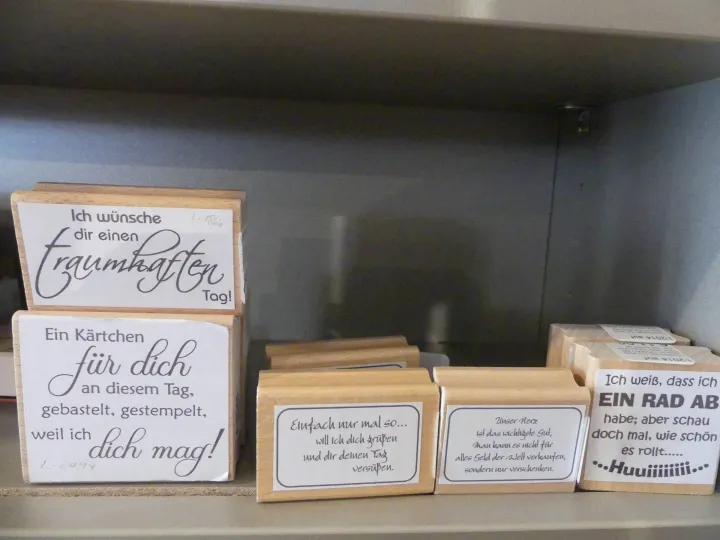 Ich wünsche
dir einen
traumhaften
Tag!
Ein Kärtchen
für dich
an diesem Tag,
gebastelt, gestempelt,
weil ich
dich mag!
Einfach nur mal so...
will ich dich grüßen
und dir deinen Tag
versüßen.
Unser Herz
ist das wichtigste Gut,
Man kann es nicht für
alles Geld der Welt verkaufen,
sondern nur verschenken.
Ich weiß, dass ich
EIN RAD AB
habe; aber schau
doch mal, wie schön
es rollt.....
...Huuiiiiiiii.....